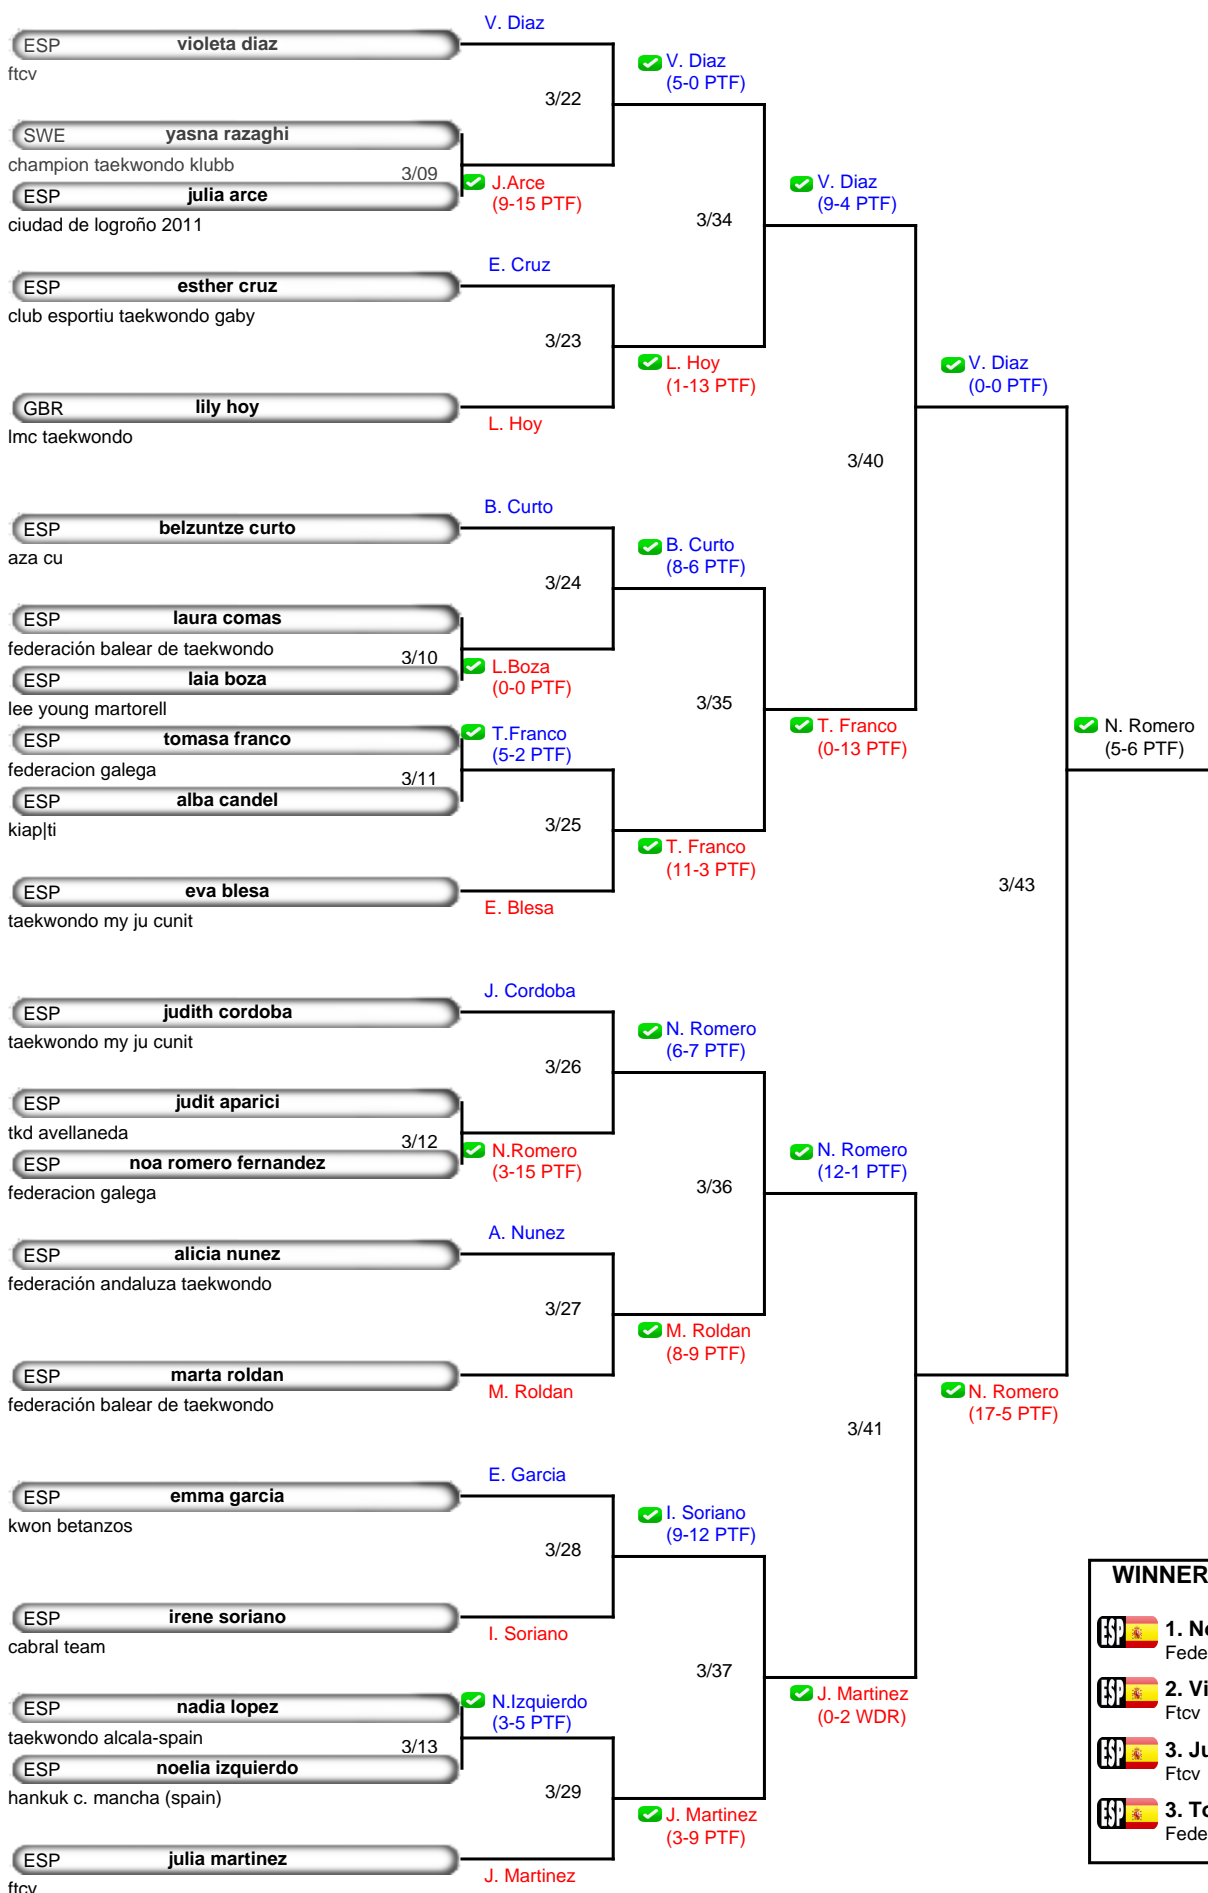 V. Diaz
ESP violeta diaz
ftcv
V. Diaz
(5-0 PTF)
3/22
SWE yasna razaghi
champion taekwondo klubb
3/09
J.Arce
(9-15 PTF)
ESP julia arce
ciudad de logroño 2011
V. Diaz
(9-4 PTF)
3/34
E. Cruz
ESP esther cruz
club esportiu taekwondo gaby
3/23
L. Hoy
(1-13 PTF)
V. Diaz
(0-0 PTF)
GBR lily hoy
lmc taekwondo
L. Hoy
3/40
B. Curto
ESP belzuntze curto
aza cu
B. Curto
(8-6 PTF)
3/24
ESP laura comas
federación balear de taekwondo
3/10
L.Boza
(0-0 PTF)
ESP laia boza
lee young martorell
3/35
T. Franco
(0-13 PTF)
N. Romero
(5-6 PTF)
ESP tomasa franco
federacion galega
T.Franco
(5-2 PTF)
3/11
ESP alba candel
kiap|ti
3/25
T. Franco
(11-3 PTF)
ESP eva blesa
taekwondo my ju cunit
E. Blesa
3/43
J. Cordoba
ESP judith cordoba
taekwondo my ju cunit
N. Romero
(6-7 PTF)
3/26
ESP judit aparici
tkd avellaneda
3/12
N.Romero
(3-15 PTF)
ESP noa romero fernandez
federacion galega
N. Romero
(12-1 PTF)
3/36
A. Nunez
ESP alicia nunez
federación andaluza taekwondo
3/27
M. Roldan
(8-9 PTF)
ESP marta roldan
federación balear de taekwondo
M. Roldan
N. Romero
(17-5 PTF)
3/41
E. Garcia
ESP emma garcia
kwon betanzos
I. Soriano
(9-12 PTF)
3/28
ESP irene soriano
cabral team
I. Soriano
3/37
J. Martinez
(0-2 WDR)
ESP nadia lopez
taekwondo alcala-spain
N.Izquierdo
(3-5 PTF)
3/13
ESP noelia izquierdo
hankuk c. mancha (spain)
3/29
J. Martinez
(3-9 PTF)
ESP julia martinez
ftcv
J. Martinez
WINNER
ESP 1. No
Fede
ESP 2. Vi
Ftcv
ESP 3. Ju
Ftcv
ESP 3. To
Fede